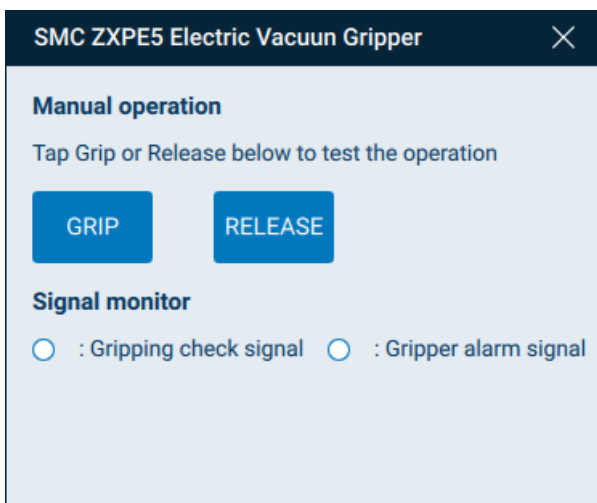 SMC ZXPE5 Electric Vacuun Gripper
Manual operation
Tap Grip or Release below to test the operation
GRIP RELEASE
Signal monitor
: Gripping check signal : Gripper alarm signal